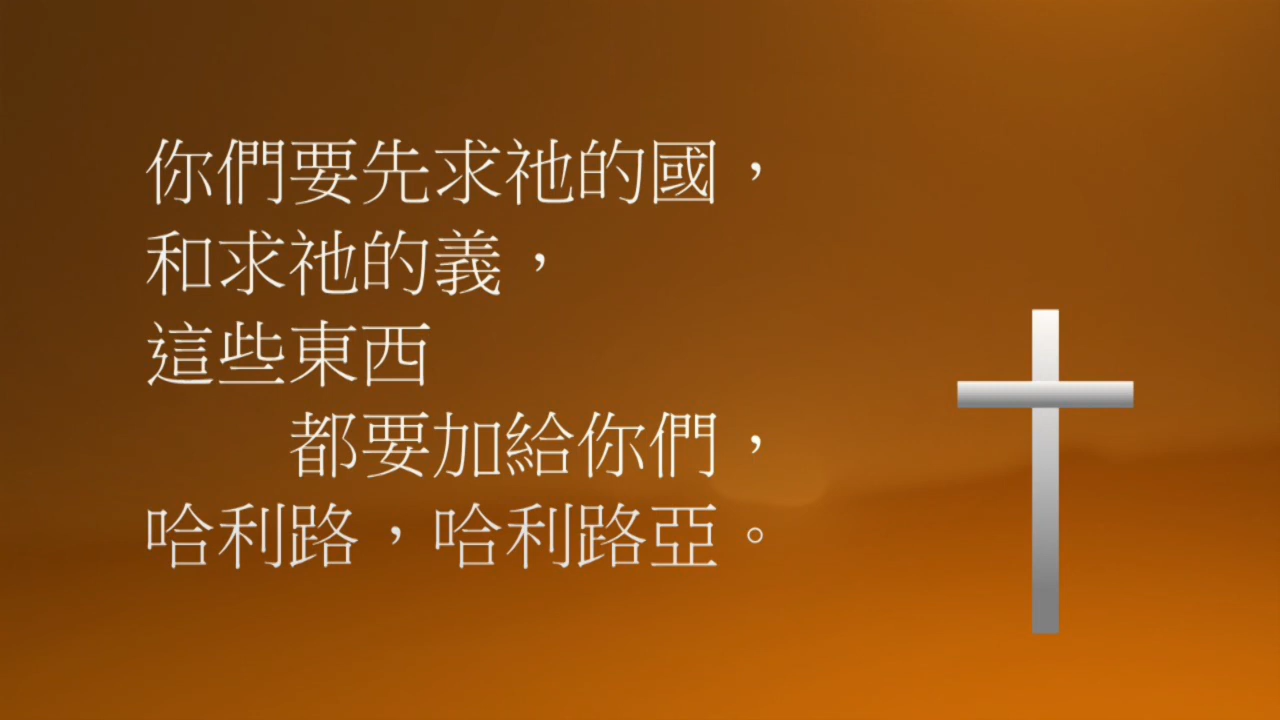 你們要先求祂的國，
和求祂的義，
這些東西
都要加給你們，
哈利路，哈利路亞。